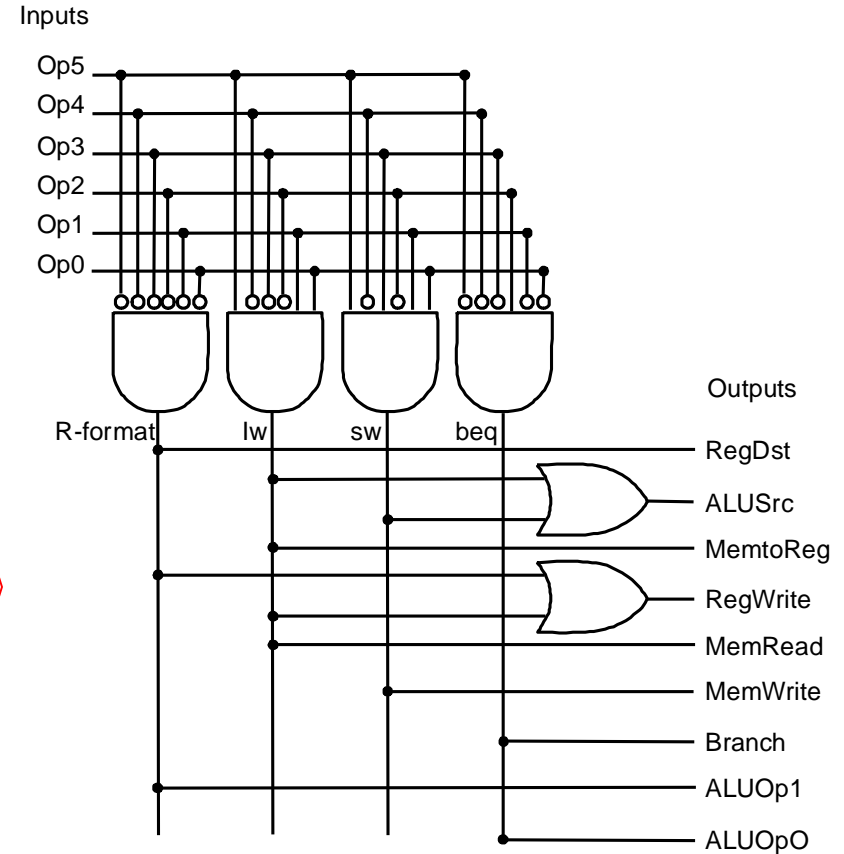 Inputs
Op5
Op4
Op3
Op2
Op1
Op0
Outputs
R-format
lw
sw
beq
RegDst
ALUSrc
MemtoReg
RegWrite
MemRead
MemWrite
Branch
ALUOp1
ALUOpO